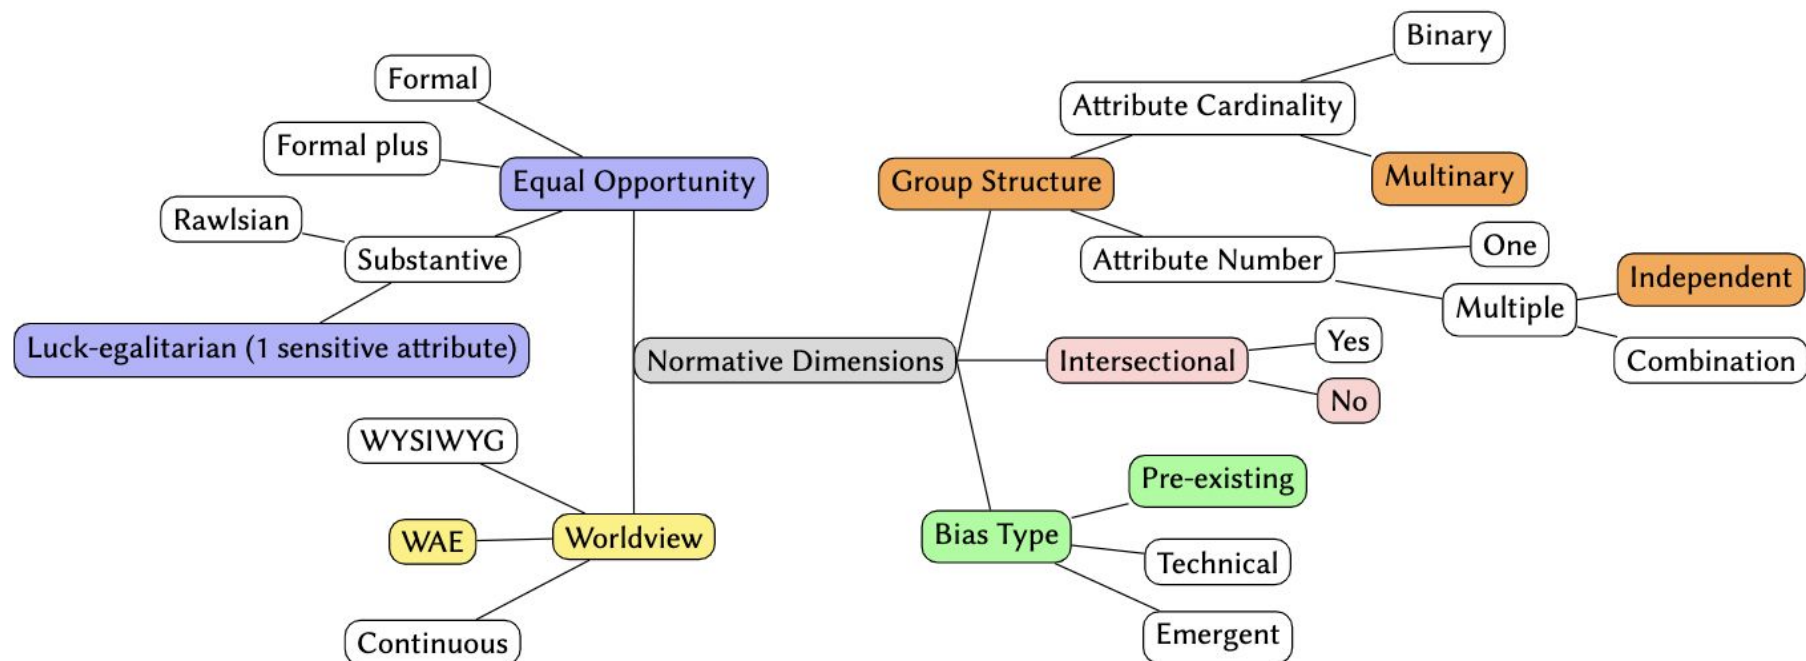 Binary
Formal
Attribute Cardinality
Formal plus
Equal Opportunity
Group Structure
Multinary
Rawlsian
Substantive
Attribute Number
One
Independent
Multiple
Luck-egalitarian (1 sensitive attribute)
Normative Dimensions
Intersectional
Yes
Combination
No
WYSIWYG
Pre-existing
WAE
Worldview
Bias Type
Technical
Continuous
Emergent